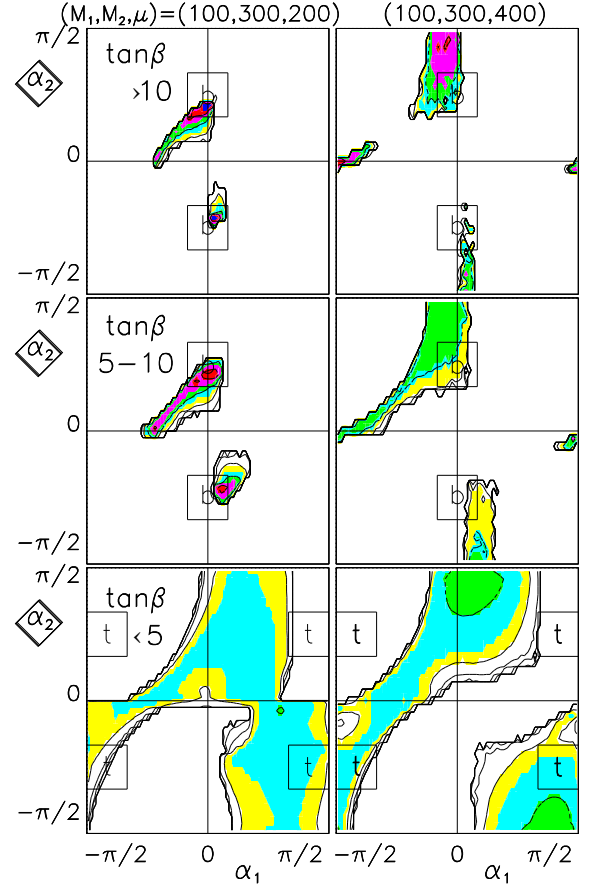 (M₁,M₂,μ)=(100,300,200) (100,300,400)
π/2
tanβ
α₂
>10
b
0
b
−π/2
π/2
tanβ
α₂
5−10
b
0
b
−π/2
π/2
tanβ
α₂
t <5 t t t
0
t t t t
−π/2
−π/2 0 π/2 −π/2 0 π/2
α₁ α₁